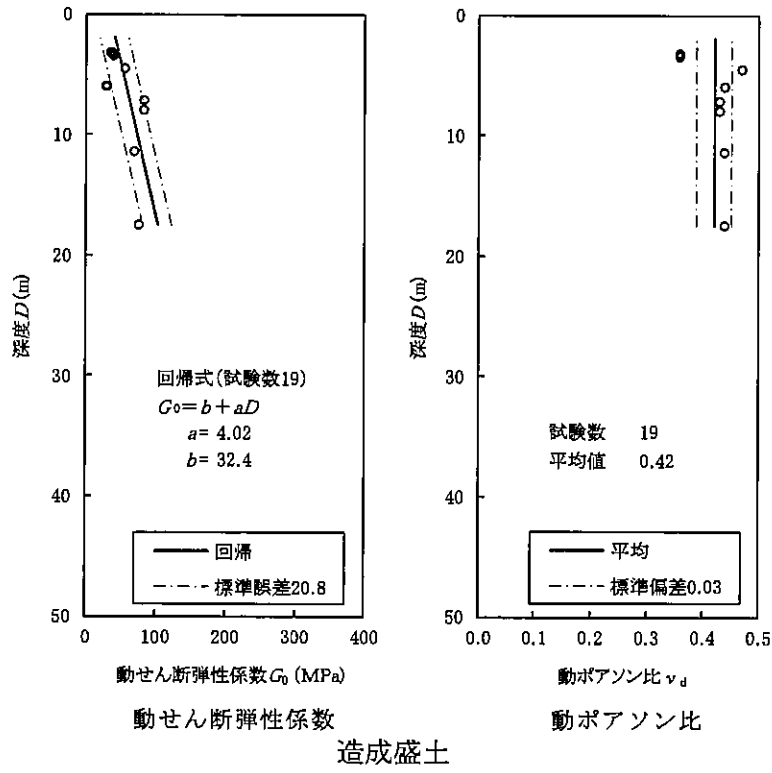 0
10
20
30
40
50
深度D(m)
回帰式(試験数19)
G₀=b+aD
a= 4.02
b= 32.4
回帰
標準誤差20.8
0 100 200 300 400
動せん断弾性係数G₀(MPa)
動せん断弾性係数
0
10
20
30
40
50
深度D(m)
試験数 19
平均値 0.42
平均
標準偏差0.03
0.0 0.1 0.2 0.3 0.4 0.5
動ポアソン比 ν d
動ポアソン比
造成盛土